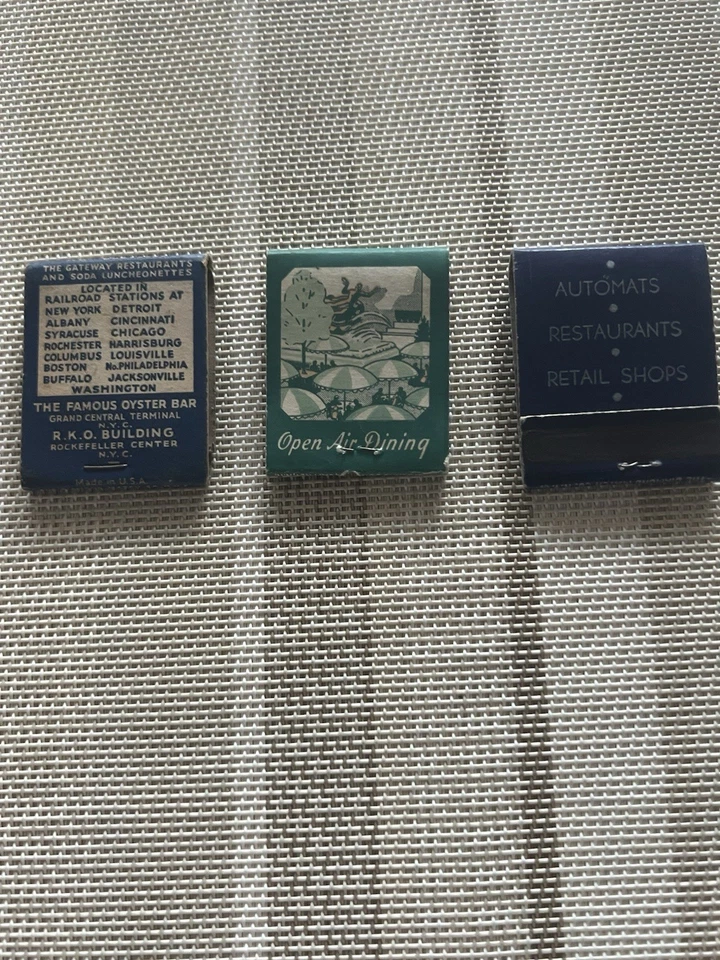 THE GATEWAY RESTAURANTS
AND SODA LUNCHEONETTES
LOCATED IN
RAILROAD STATIONS AT
NEW YORK DETROIT
ALBANY CINCINNATI
SYRACUSE CHICAGO
ROCHESTER HARRISBURG
COLUMBUS LOUISVILLE
BOSTON No. PHILADELPHIA
BUFFALO JACKSONVILLE
WASHINGTON
THE FAMOUS OYSTER BAR
GRAND CENTRAL TERMINAL
N.Y.C.
R.K.O. BUILDING
ROCKEFELLER CENTER
N.Y.C.
Made in U.S.A.
Open Air Dining
AUTOMATS
RESTAURANTS
RETAIL SHOPS